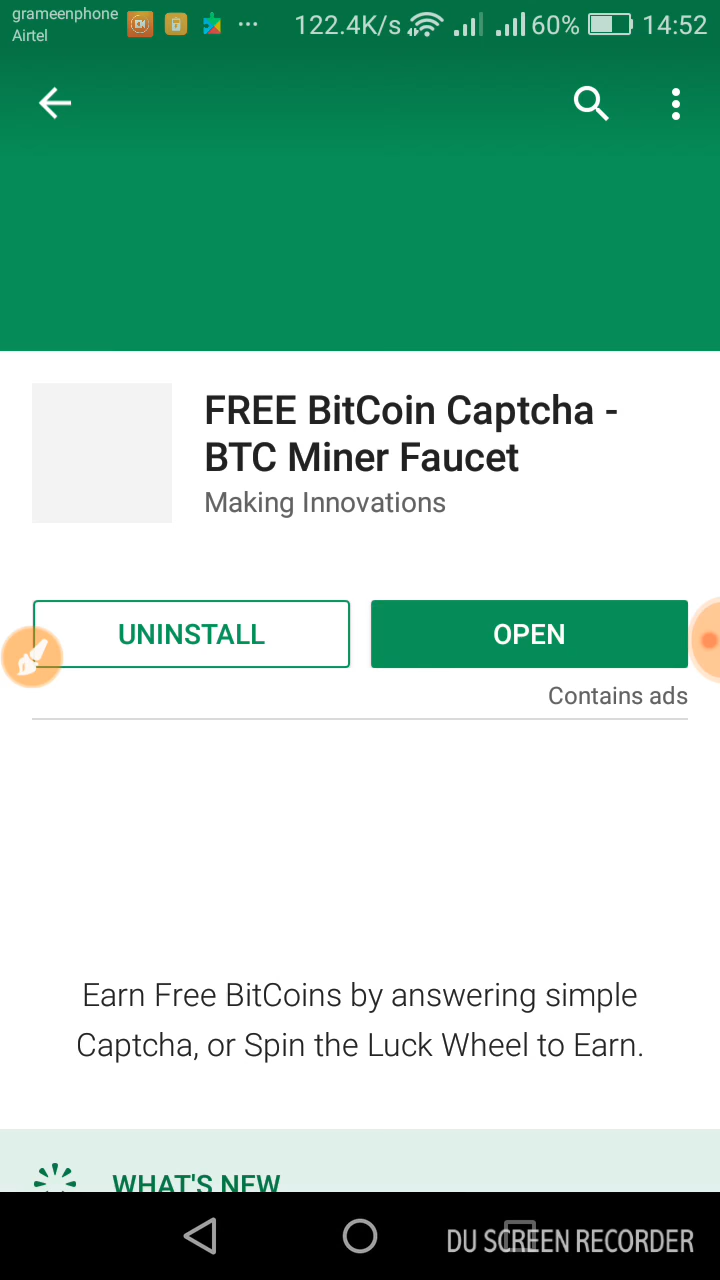 grameenphone
Airtel
122.4K/s 60% 14:52
FREE BitCoin Captcha -
BTC Miner Faucet
Making Innovations
UNINSTALL
OPEN
Contains ads
Earn Free BitCoins by answering simple
Captcha, or Spin the Luck Wheel to Earn.
WHAT'S NEW
DU SCREEN RECORDER